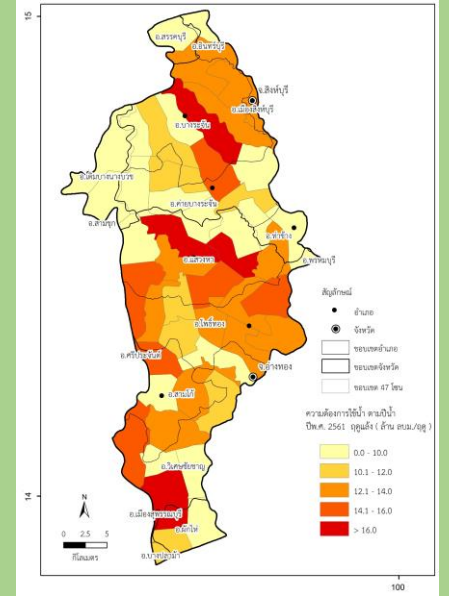 15
อ.สรรคบุรี
อ.อินทร์บุรี
จ.สิงห์บุรี
อ.เมืองสิงห์บุรี
อ.บางระจัน
อ.เดิมบางนางบวช
อ.ค่ายบางระจัน
อ.สามชุก
อ.ท่าช้าง
อ.แสวงหา
อ.พรหมบุรี
สัญลักษณ์
อำเภอ
อ.โพธิ์ทอง
จังหวัด
ขอบเขตอำเภอ
อ.ศรีประจันต์
ขอบเขตจังหวัด
จ.อ่างทอง
ขอบเขต 47 โซน
อ.สามโก้
ความต้องการใช้น้ำ ตามปีน้ำ
ปีพ.ศ. 2561 ฤดูแล้ง ( ล้าน ลบม./ฤดู )
0.0 - 10.0
อ.วิเศษชัยชาญ
10.1 - 12.0
12.1 - 14.0
14
N
14.1 - 16.0
อ.เมืองสุพรรณบุรี
อ.ผักไห่
> 16.0
0 2.5 5
กิโลเมตร
อ.บางปลาม้า
100